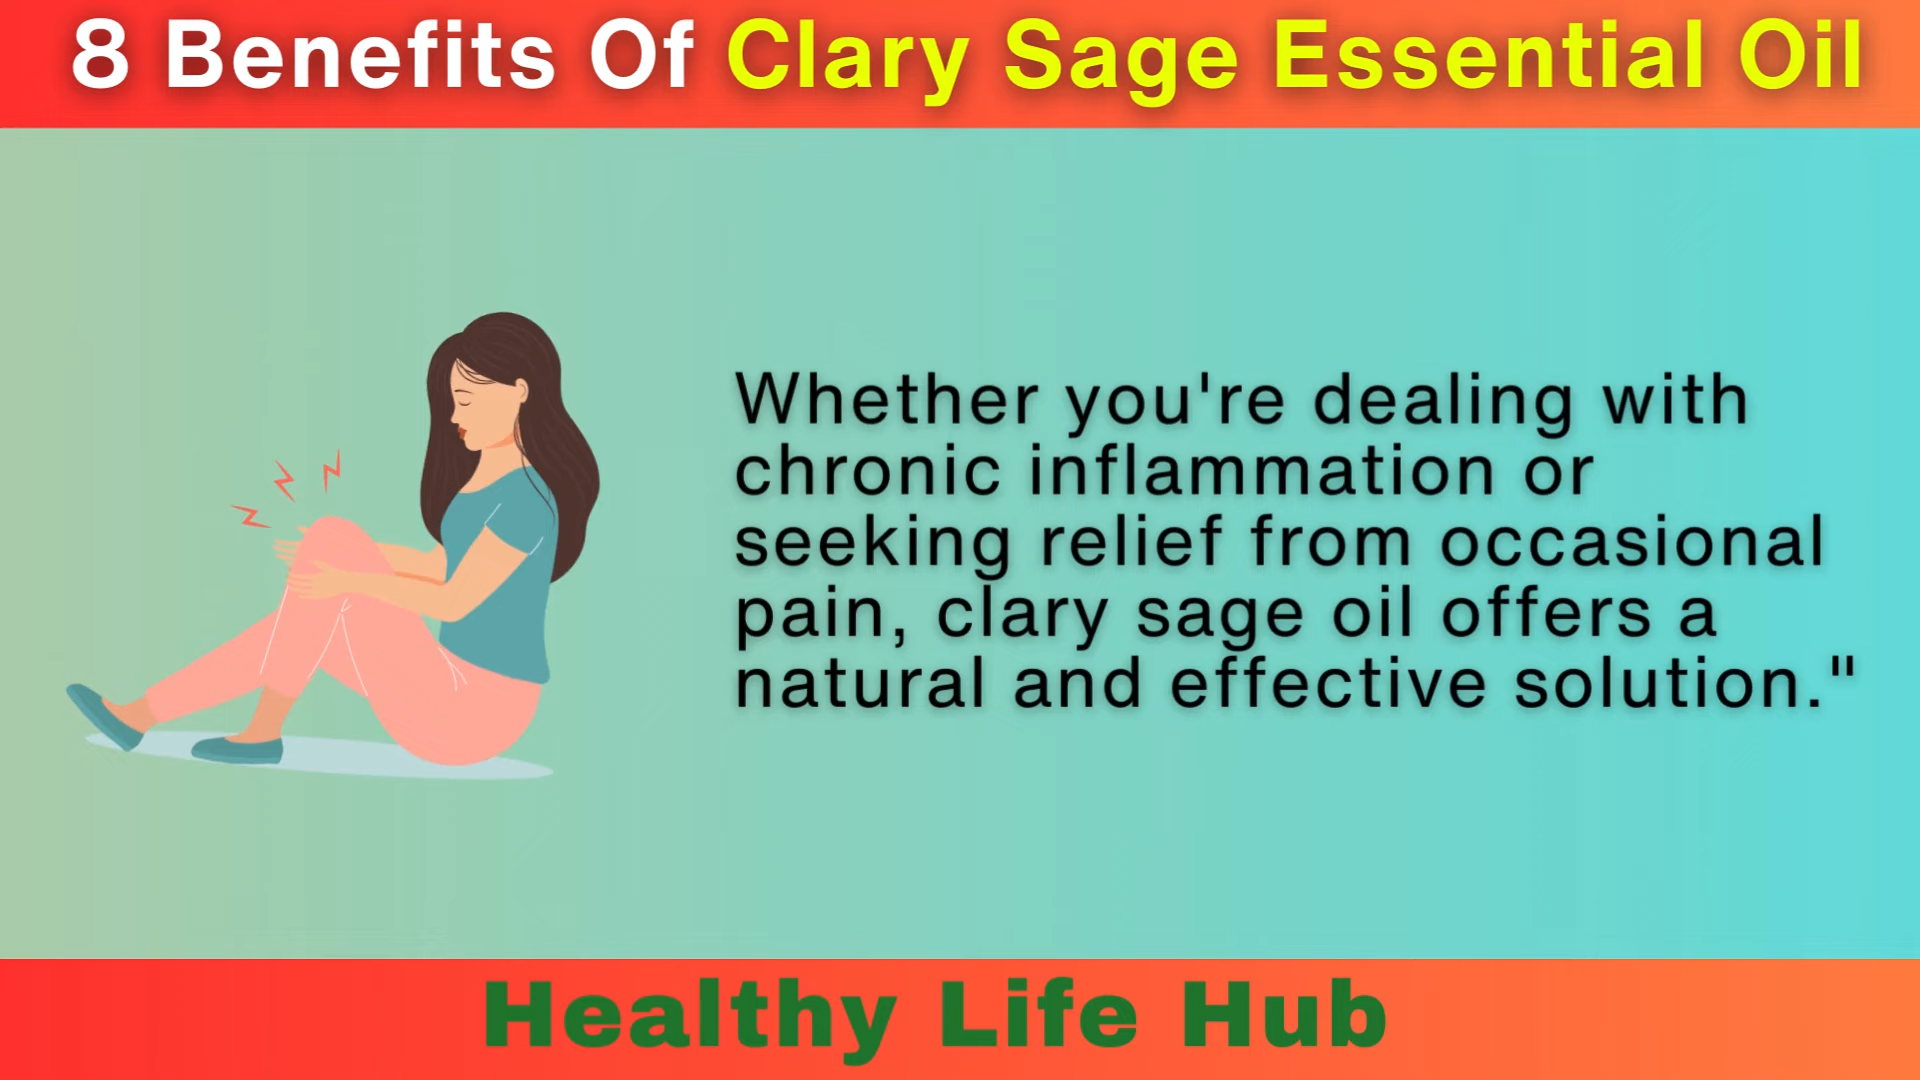 8 Benefits Of Clary Sage Essential Oil
Whether you're dealing with
chronic inflammation or
seeking relief from occasional
pain, clary sage oil offers a
natural and effective solution."
Healthy Life Hub